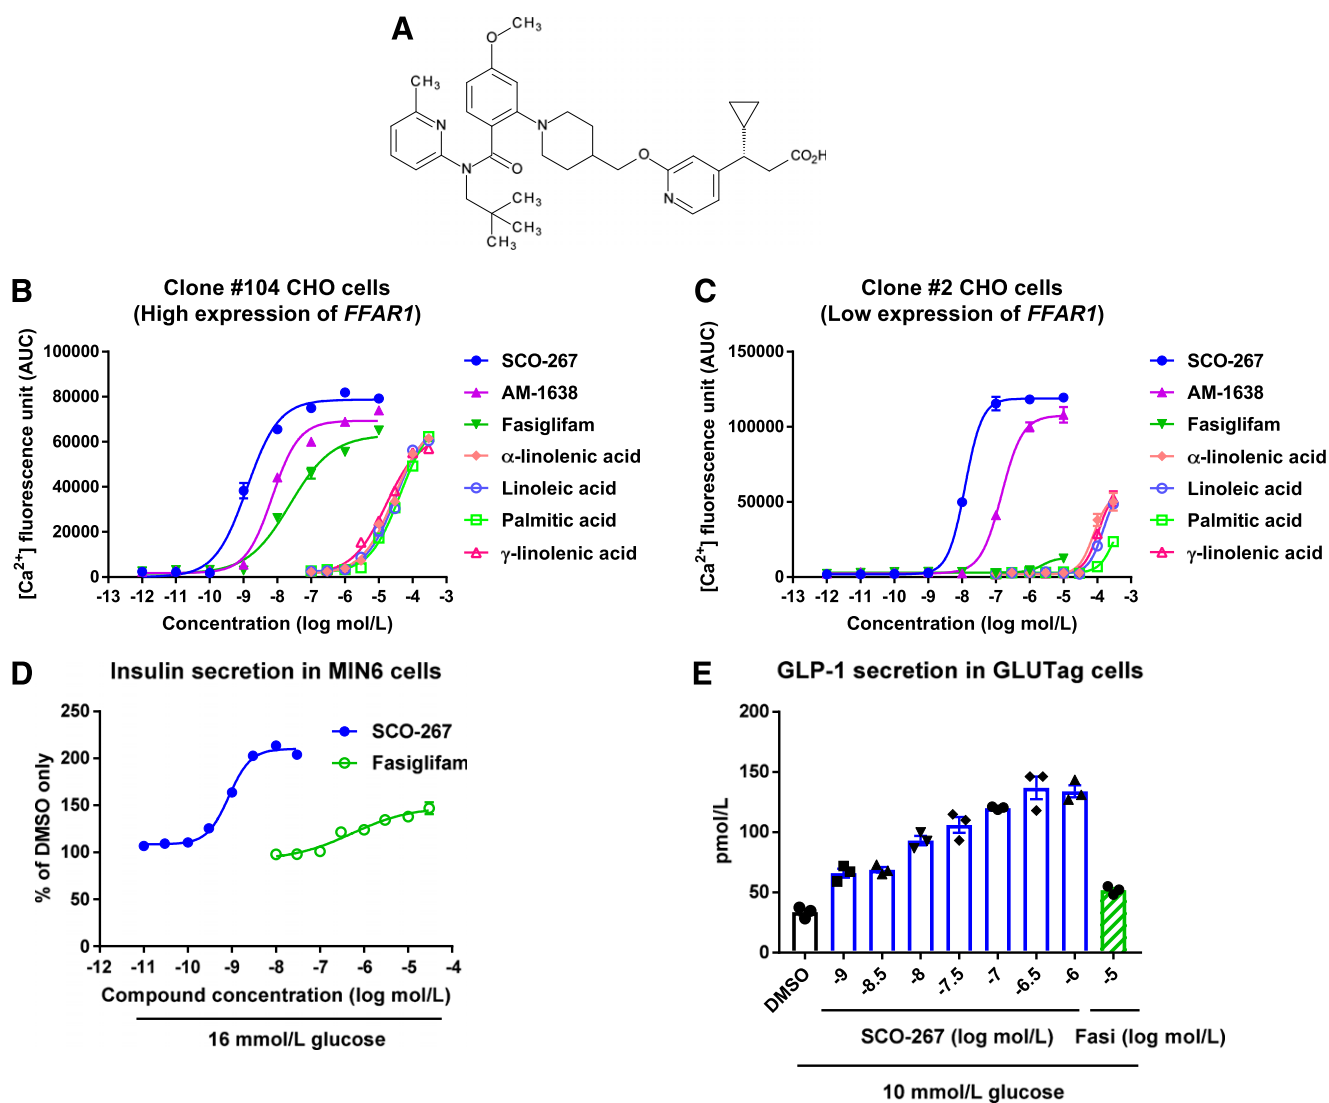 A
O
CH₃
CH₃
N
N
O
N
O
N
CO₂H
CH₃
CH₃
CH₃
B
Clone #104 CHO cells
(High expression of FFAR1)
[Ca²⁺] fluorescence unit (AUC)
100000
80000
60000
40000
20000
0
-13 -12 -11 -10 -9 -8 -7 -6 -5 -4 -3
Concentration (log mol/L)
SCO-267
AM-1638
Fasiglifam
α-linolenic acid
Linoleic acid
Palmitic acid
γ-linolenic acid
C
Clone #2 CHO cells
(Low expression of FFAR1)
[Ca²⁺] fluorescence unit (AUC)
150000
100000
50000
0
-13 -12 -11 -10 -9 -8 -7 -6 -5 -4 -3
Concentration (log mol/L)
SCO-267
AM-1638
Fasiglifam
α-linolenic acid
Linoleic acid
Palmitic acid
γ-linolenic acid
D
Insulin secretion in MIN6 cells
% of DMSO only
250
200
150
100
50
0
-12 -11 -10 -9 -8 -7 -6 -5 -4
Compound concentration (log mol/L)
16 mmol/L glucose
SCO-267
Fasiglifam
E
GLP-1 secretion in GLUTag cells
pmol/L
200
150
100
50
0
DMSO -9 -8.5 -8 -7.5 -7 -6.5 -6 -5
SCO-267 (log mol/L) Fasi (log mol/L)
10 mmol/L glucose